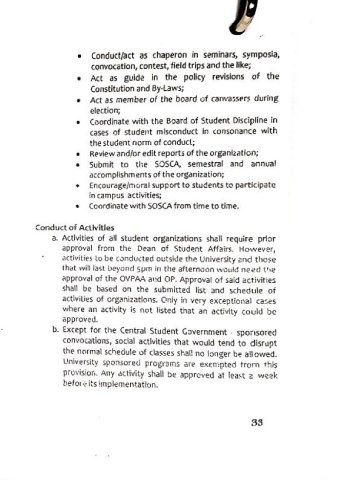 • Conduct/act as chaperon in seminars, symposia,
convocation, contest, field trips and the like;
• Act as guide in the policy revisions of the
Constitution and By-Laws;
• Act as member of the board of canvassers during
election;
• Coordinate with the Board of Student Discipline in
cases of student misconduct in consonance with
the student norm of conduct;
• Review and/or edit reports of the organization;
• Submit to the SOSCA, semestral and annual
accomplishments of the organization;
• Encourage/moral support to students to participate
in campus activities;
• Coordinate with SOSCA from time to time.
Conduct of Activities
a. Activities of all student organizations shall require prior
approval from the Dean of Student Affairs. However,
activities to be conducted outside the University and those
that will last beyond 5pm in the afternoon would need the
approval of the OVPAA and OP. Approval of said activities
shall be based on the submitted list and schedule of
activities of organizations. Only in very exceptional cases
where an activity is not listed that an activity could be
approved.
b. Except for the Central Student Government - sponsored
convocations, social activities that would tend to disrupt
the normal schedule of classes shall no longer be allowed.
University sponsored programs are exempted from this
provision. Any activity shall be approved at least 2 week
before its implementation.
33